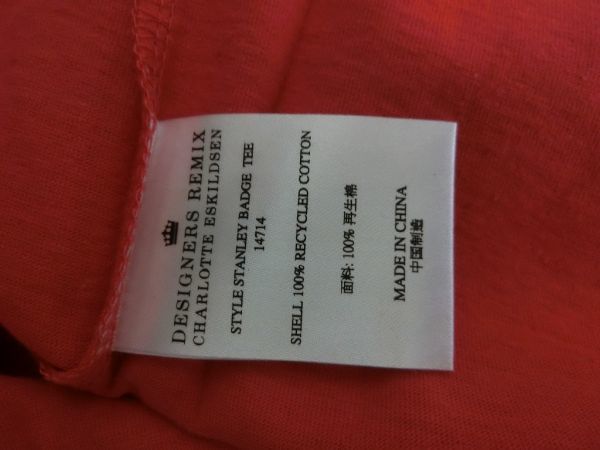 DESIGNERS REMIX
CHARLOTTE ESKILDSEN
STYLE STANLEY BADGE TEE
14714
SHELL 100% RECYCLED COTTON
面料: 100% 再生棉
MADE IN CHINA
中国制造